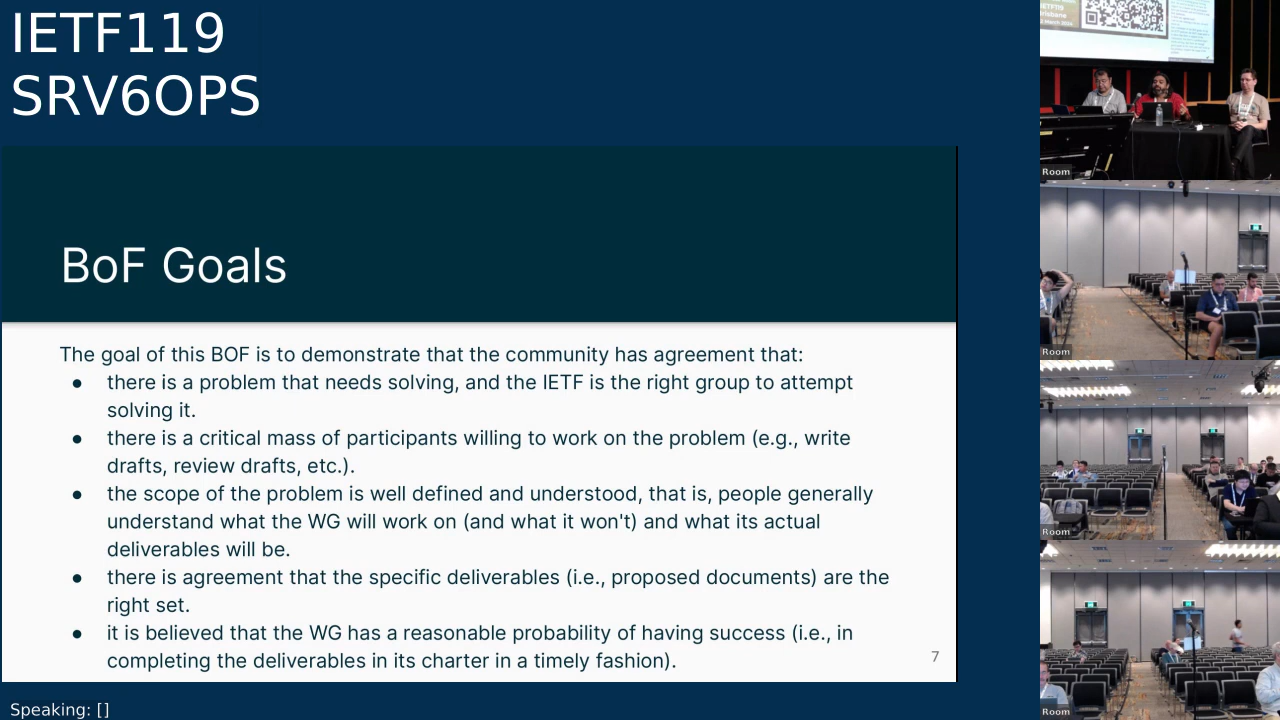 IETF119
SRV6OPS
BoF Goals
The goal of this BOF is to demonstrate that the community has agreement that:
● there is a problem that needs solving, and the IETF is the right group to attempt
solving it.
● there is a critical mass of participants willing to work on the problem (e.g., write
drafts, review drafts, etc.).
● the scope of the problem is well defined and understood, that is, people generally
understand what the WG will work on (and what it won't) and what its actual
deliverables will be.
● there is agreement that the specific deliverables (i.e., proposed documents) are the
right set.
● it is believed that the WG has a reasonable probability of having success (i.e., in
completing the deliverables in its charter in a timely fashion).
7
Speaking: []
Room
Room
Room
Room